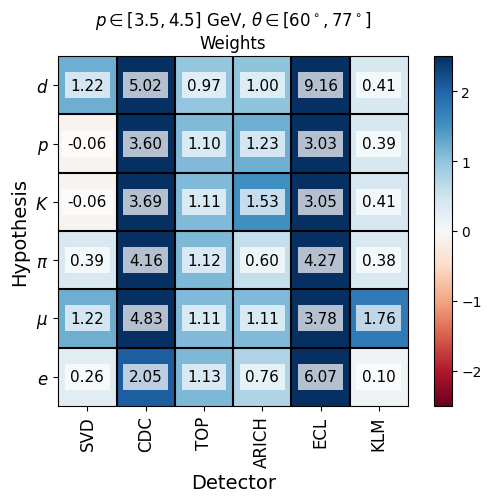 p ∈ [3.5, 4.5] GeV, θ ∈ [60°, 77°]
Weights
Hypothesis
d 1.22 5.02 0.97 1.00 9.16 0.41
p -0.06 3.60 1.10 1.23 3.03 0.39
K -0.06 3.69 1.11 1.53 3.05 0.41
π 0.39 4.16 1.12 0.60 4.27 0.38
μ 1.22 4.83 1.11 1.11 3.78 1.76
e 0.26 2.05 1.13 0.76 6.07 0.10
SVD CDC TOP ARICH ECL KLM
Detector
2
1
0
−1
−2